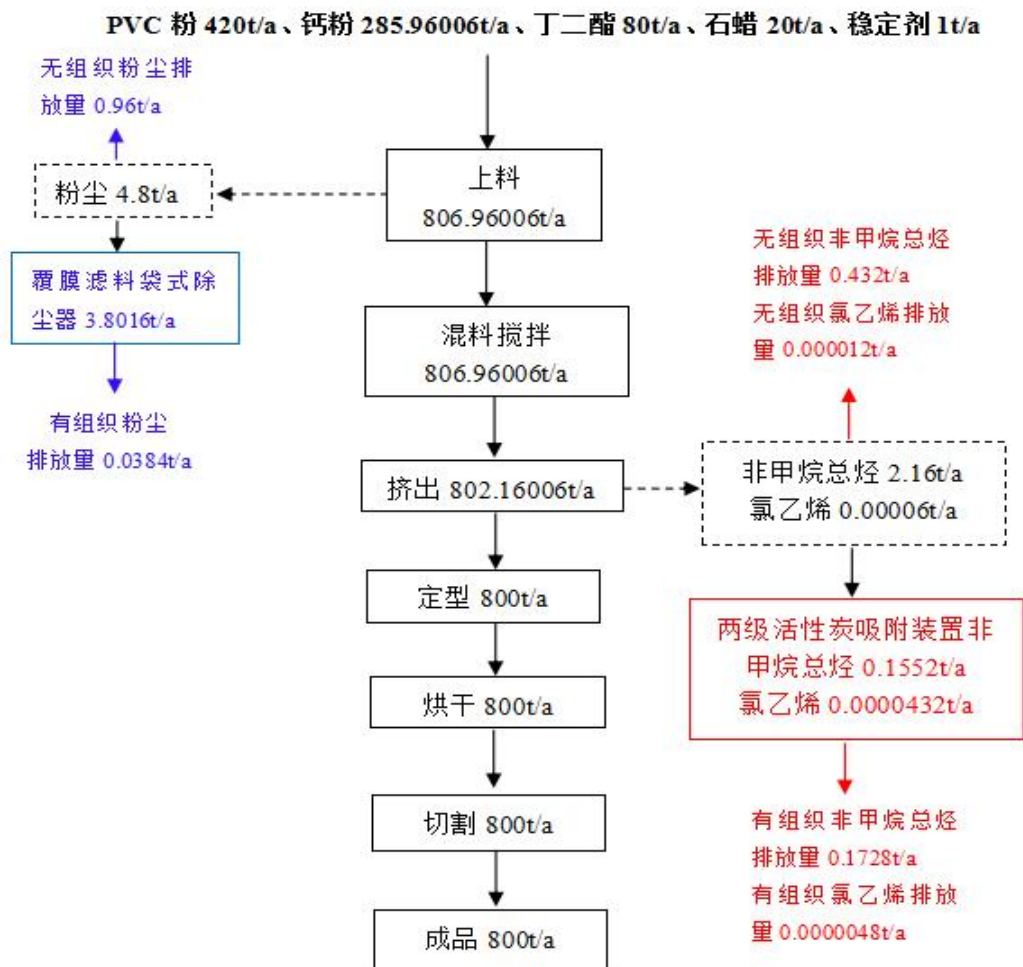 PVC 粉 420t/a、钙粉 285.96006t/a、丁二酯 80t/a、石蜡 20t/a、稳定剂 1t/a
无组织粉尘排
放量 0.96t/a
粉尘 4.8t/a
覆膜滤料袋式除
尘器 3.8016t/a
有组织粉尘
排放量 0.0384t/a
上料
806.96006t/a
混料搅拌
806.96006t/a
挤出 802.16006t/a
定型 800t/a
烘干 800t/a
切割 800t/a
成品 800t/a
无组织非甲烷总烃
排放量 0.432t/a
无组织氯乙烯排放
量 0.000012t/a
非甲烷总烃 2.16t/a
氯乙烯 0.00006t/a
两级活性炭吸附装置非
甲烷总烃 0.1552t/a
氯乙烯 0.0000432t/a
有组织非甲烷总烃
排放量 0.1728t/a
有组织氯乙烯排放
量 0.0000048t/a